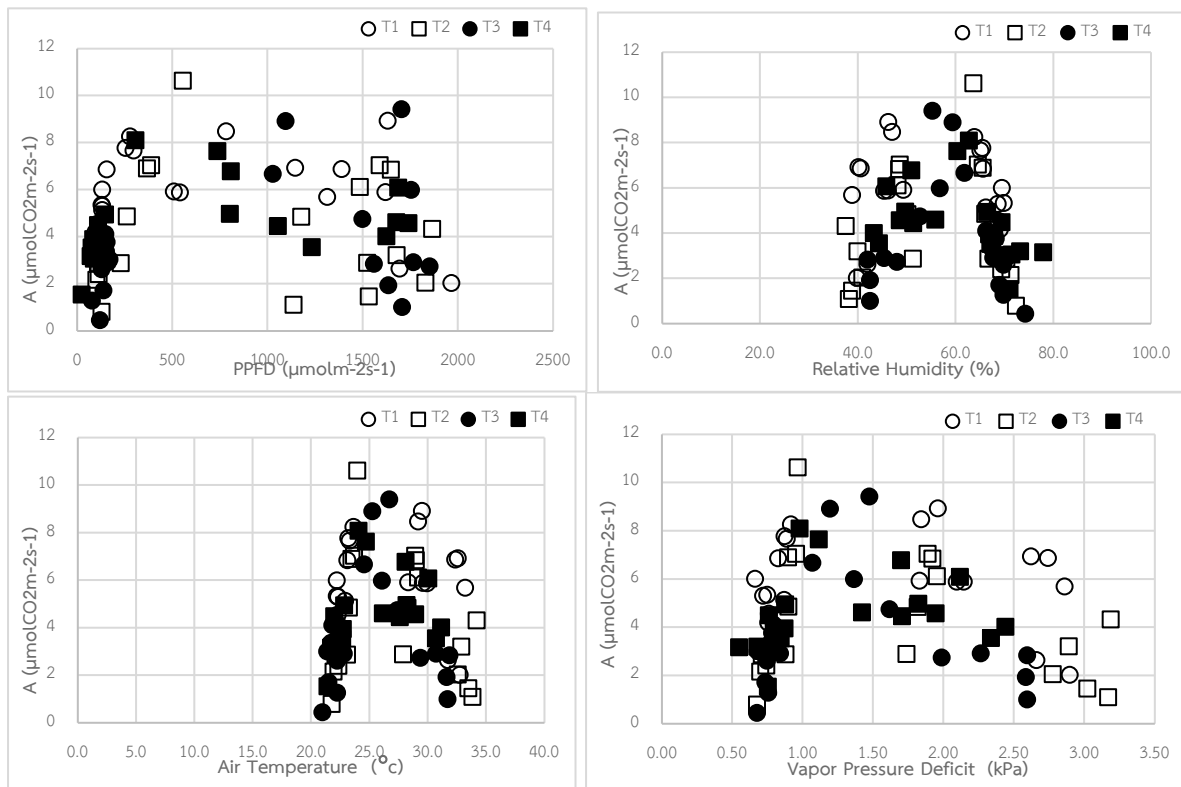 T1 T2 T3 T4
12
10
8
6
4
2
0
A (µmolCO2m-2s-1)
0 500 1000 1500 2000 2500
PPFD (µmolm-2s-1)
T1 T2 T3 T4
12
10
8
6
4
2
0
A (µmolCO2m-2s-1)
0.0 20.0 40.0 60.0 80.0 100.0
Relative Humidity (%)
T1 T2 T3 T4
12
10
8
6
4
2
0
A (µmolCO2m-2s-1)
0.0 5.0 10.0 15.0 20.0 25.0 30.0 35.0 40.0
Air Temperature (°c)
T1 T2 T3 T4
12
10
8
6
4
2
0
A (µmolCO2m-2s-1)
0.00 0.50 1.00 1.50 2.00 2.50 3.00 3.50
Vapor Pressure Deficit (kPa)